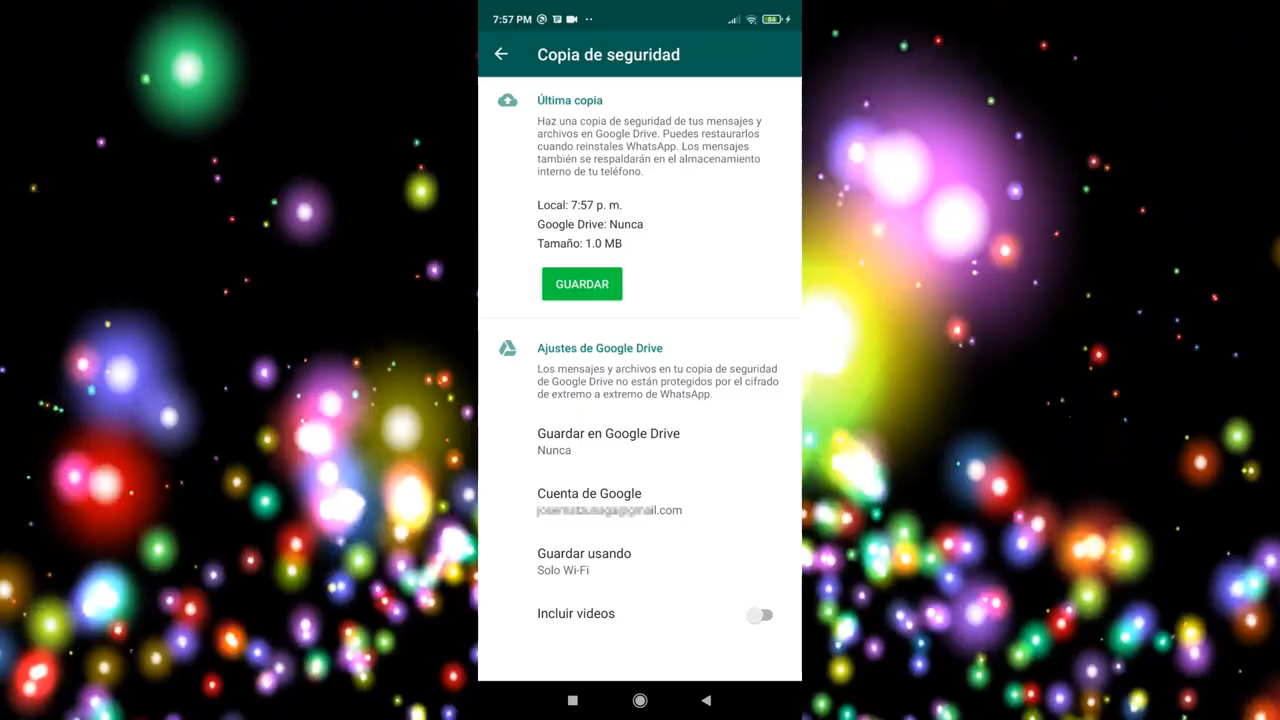 7:57 PM
84
Copia de seguridad
Última copia
Haz una copia de seguridad de tus mensajes y
archivos en Google Drive. Puedes restaurarlos
cuando reinstales WhatsApp. Los mensajes
también se respaldarán en el almacenamiento
interno de tu teléfono.
Local: 7:57 p. m.
Google Drive: Nunca
Tamaño: 1.0 MB
GUARDAR
Ajustes de Google Drive
Los mensajes y archivos en tu copia de seguridad
de Google Drive no están protegidos por el cifrado
de extremo a extremo de WhatsApp.
Guardar en Google Drive
Nunca
Cuenta de Google
Guardar usando
Solo Wi-Fi
Incluir videos